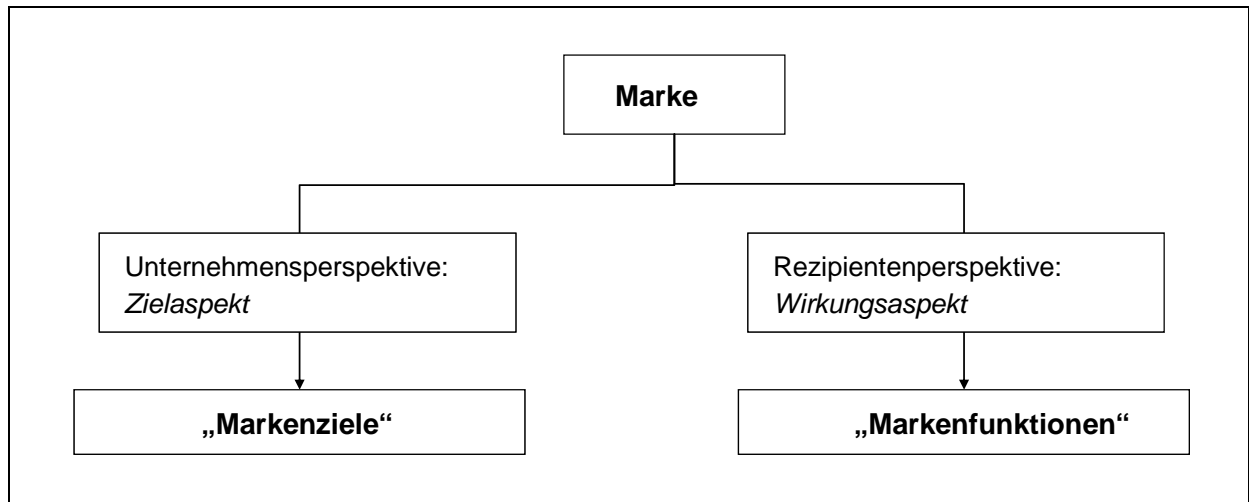 Marke
Unternehmensperspektive:
Zielaspekt
Rezipientenperspektive:
Wirkungsaspekt
„Markenziele“
„Markenfunktionen“